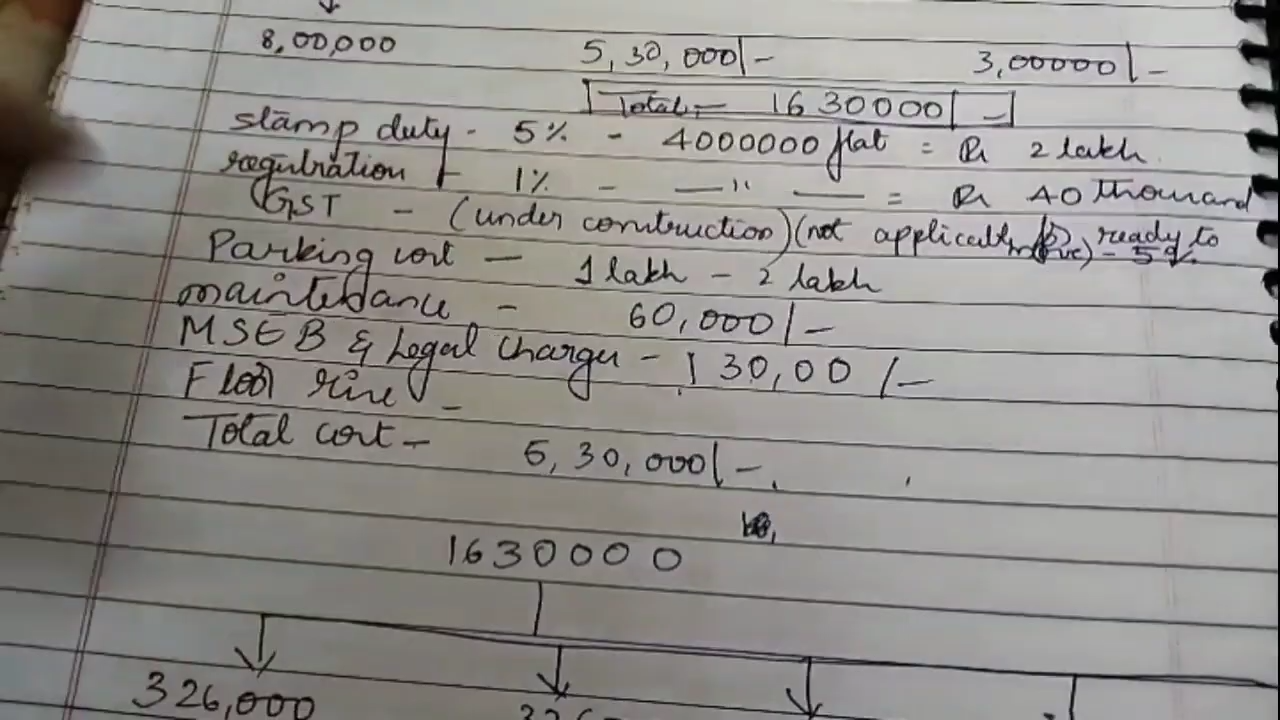 8,00,000 5,30,000/- 3,00000/-
Total - 1630000/-
stamp duty - 5% - 4000000 flat = Rs 2 lakh
registration - 1% - —"— = Rs 40 thousand
GST - (under construction) (not applicable ready to
move) - 5%
Parking cost - 1 lakh - 2 lakh
maintenance - 60,000/-
MSEB & Legal Charges - 130,00/-
Floor rise -
Total cost - 5,30,000/-
1630000
326,000